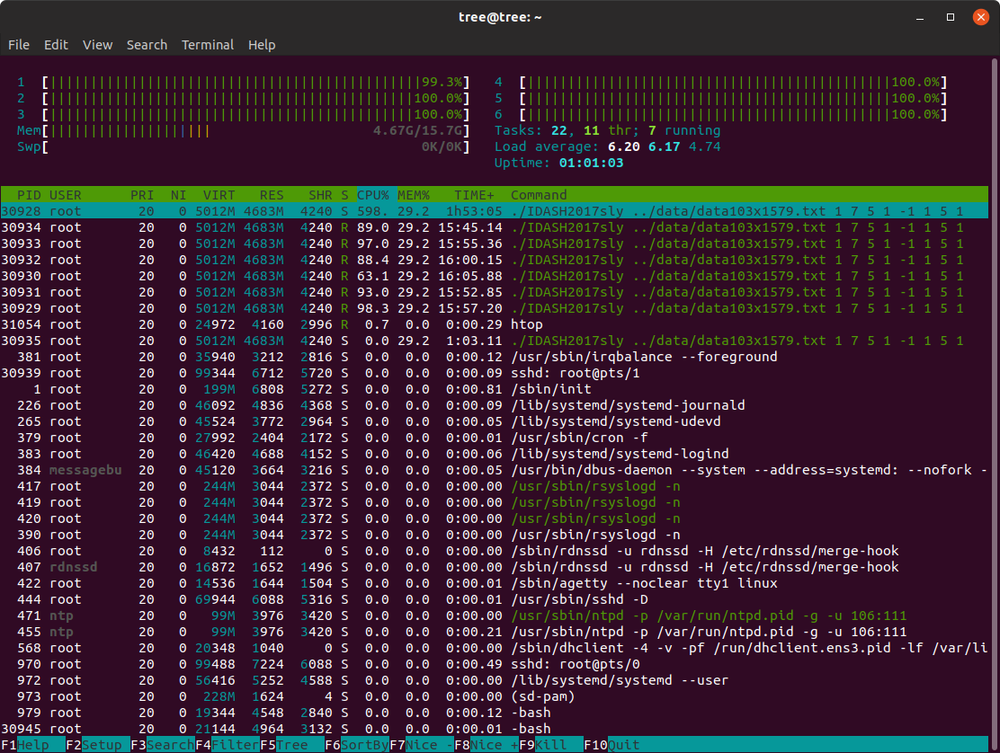 tree@tree: ~
File Edit View Search Terminal Help
1 [||||||||||||||||||||||||||||||||||||||||||||||99.3%] 4 [|||||||||||||||||||||||||||||||||||||||||||||100.0%]
2 [|||||||||||||||||||||||||||||||||||||||||||||100.0%] 5 [|||||||||||||||||||||||||||||||||||||||||||||100.0%]
3 [|||||||||||||||||||||||||||||||||||||||||||||100.0%] 6 [|||||||||||||||||||||||||||||||||||||||||||||100.0%]
Mem[|||||||||||||||||||| 4.67G/15.7G] Tasks: 22, 11 thr; 7 running
Swp[ 0K/0K] Load average: 6.20 6.17 4.74
Uptime: 01:01:03
PID USER PRI NI VIRT RES SHR S CPU% MEM% TIME+ Command
30928 root 20 0 5012M 4683M 4240 S 598. 29.2 1h53:05 ./IDASH2017sly ../data/data103x1579.txt 1 7 5 1 -1 1 5 1
30934 root 20 0 5012M 4683M 4240 R 89.0 29.2 15:45.14 ./IDASH2017sly ../data/data103x1579.txt 1 7 5 1 -1 1 5 1
30933 root 20 0 5012M 4683M 4240 R 97.0 29.2 15:55.36 ./IDASH2017sly ../data/data103x1579.txt 1 7 5 1 -1 1 5 1
30932 root 20 0 5012M 4683M 4240 R 88.4 29.2 16:00.15 ./IDASH2017sly ../data/data103x1579.txt 1 7 5 1 -1 1 5 1
30930 root 20 0 5012M 4683M 4240 R 63.1 29.2 16:05.88 ./IDASH2017sly ../data/data103x1579.txt 1 7 5 1 -1 1 5 1
30931 root 20 0 5012M 4683M 4240 R 93.0 29.2 15:52.85 ./IDASH2017sly ../data/data103x1579.txt 1 7 5 1 -1 1 5 1
30929 root 20 0 5012M 4683M 4240 R 98.3 29.2 15:57.20 ./IDASH2017sly ../data/data103x1579.txt 1 7 5 1 -1 1 5 1
31054 root 20 0 24972 4160 2996 R 0.7 0.0 0:00.29 htop
30935 root 20 0 5012M 4683M 4240 S 0.0 29.2 1:03.11 ./IDASH2017sly ../data/data103x1579.txt 1 7 5 1 -1 1 5 1
381 root 20 0 35940 3212 2816 S 0.0 0.0 0:00.12 /usr/sbin/irqbalance --foreground
30939 root 20 0 99344 6712 5720 S 0.0 0.0 0:00.09 sshd: root@pts/1
1 root 20 0 199M 6808 5272 S 0.0 0.0 0:00.81 /sbin/init
226 root 20 0 46092 4836 4368 S 0.0 0.0 0:00.09 /lib/systemd/systemd-journald
265 root 20 0 45524 3772 2964 S 0.0 0.0 0:00.05 /lib/systemd/systemd-udevd
379 root 20 0 27992 2404 2172 S 0.0 0.0 0:00.01 /usr/sbin/cron -f
383 root 20 0 46420 4688 4152 S 0.0 0.0 0:00.06 /lib/systemd/systemd-logind
384 messagebu 20 0 45120 3664 3216 S 0.0 0.0 0:00.05 /usr/bin/dbus-daemon --system --address=systemd: --nofork -
417 root 20 0 244M 3044 2372 S 0.0 0.0 0:00.00 /usr/sbin/rsyslogd -n
419 root 20 0 244M 3044 2372 S 0.0 0.0 0:00.00 /usr/sbin/rsyslogd -n
420 root 20 0 244M 3044 2372 S 0.0 0.0 0:00.00 /usr/sbin/rsyslogd -n
390 root 20 0 244M 3044 2372 S 0.0 0.0 0:00.00 /usr/sbin/rsyslogd -n
406 root 20 0 8432 112 0 S 0.0 0.0 0:00.00 /sbin/rdnssd -u rdnssd -H /etc/rdnssd/merge-hook
407 rdnssd 20 0 16872 1652 1496 S 0.0 0.0 0:00.00 /sbin/rdnssd -u rdnssd -H /etc/rdnssd/merge-hook
422 root 20 0 14536 1644 1504 S 0.0 0.0 0:00.01 /sbin/agetty --noclear tty1 linux
444 root 20 0 69944 6088 5316 S 0.0 0.0 0:00.01 /usr/sbin/sshd -D
471 ntp 20 0 99M 3976 3420 S 0.0 0.0 0:00.00 /usr/sbin/ntpd -p /var/run/ntpd.pid -g -u 106:111
455 ntp 20 0 99M 3976 3420 S 0.0 0.0 0:00.21 /usr/sbin/ntpd -p /var/run/ntpd.pid -g -u 106:111
568 root 20 0 20348 1040 0 S 0.0 0.0 0:00.00 /sbin/dhclient -4 -v -pf /run/dhclient.ens3.pid -lf /var/li
970 root 20 0 99488 7224 6088 S 0.0 0.0 0:00.49 sshd: root@pts/0
972 root 20 0 56416 5252 4588 S 0.0 0.0 0:00.00 /lib/systemd/systemd --user
973 root 20 0 228M 1624 4 S 0.0 0.0 0:00.00 (sd-pam)
979 root 20 0 19344 4548 2840 S 0.0 0.0 0:00.12 -bash
30945 root 20 0 21144 4964 3132 S 0.0 0.0 0:00.01 -bash
F1Help F2Setup F3SearchF4FilterF5Tree F6SortByF7Nice -F8Nice +F9Kill F10Quit